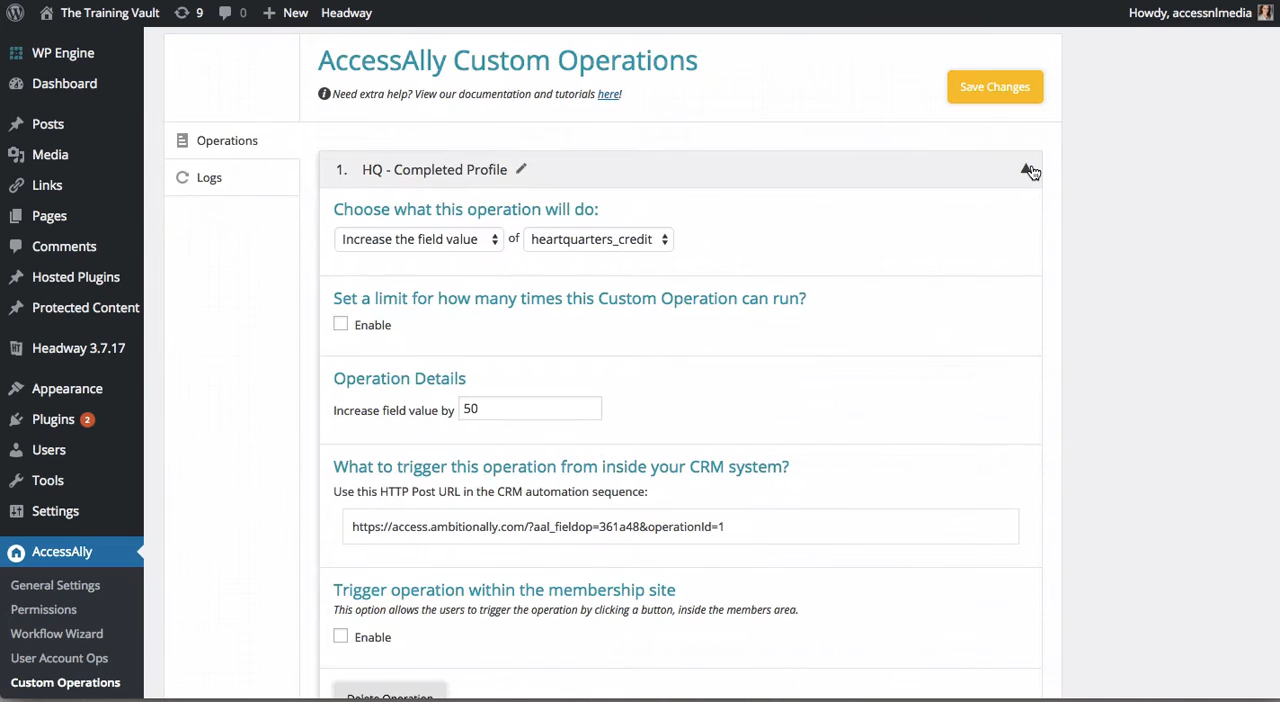 The Training Vault 9 0 New Headway Howdy, accessnlmedia
WP Engine
Dashboard
Posts
Media
Links
Pages
Comments
Hosted Plugins
Protected Content
Headway 3.7.17
Appearance
Plugins 2
Users
Tools
Settings
AccessAlly
General Settings
Permissions
Workflow Wizard
User Account Ops
Custom Operations
AccessAlly Custom Operations
Need extra help? View our documentation and tutorials here!
Save Changes
Operations
Logs
1. HQ - Completed Profile
Choose what this operation will do:
Increase the field value of heartquarters_credit
Set a limit for how many times this Custom Operation can run?
Enable
Operation Details
Increase field value by 50
What to trigger this operation from inside your CRM system?
Use this HTTP Post URL in the CRM automation sequence:
https://access.ambitionally.com/?aal_fieldop=361a48&operationId=1
Trigger operation within the membership site
This option allows the users to trigger the operation by clicking a button, inside the members area.
Enable
Delete Operation